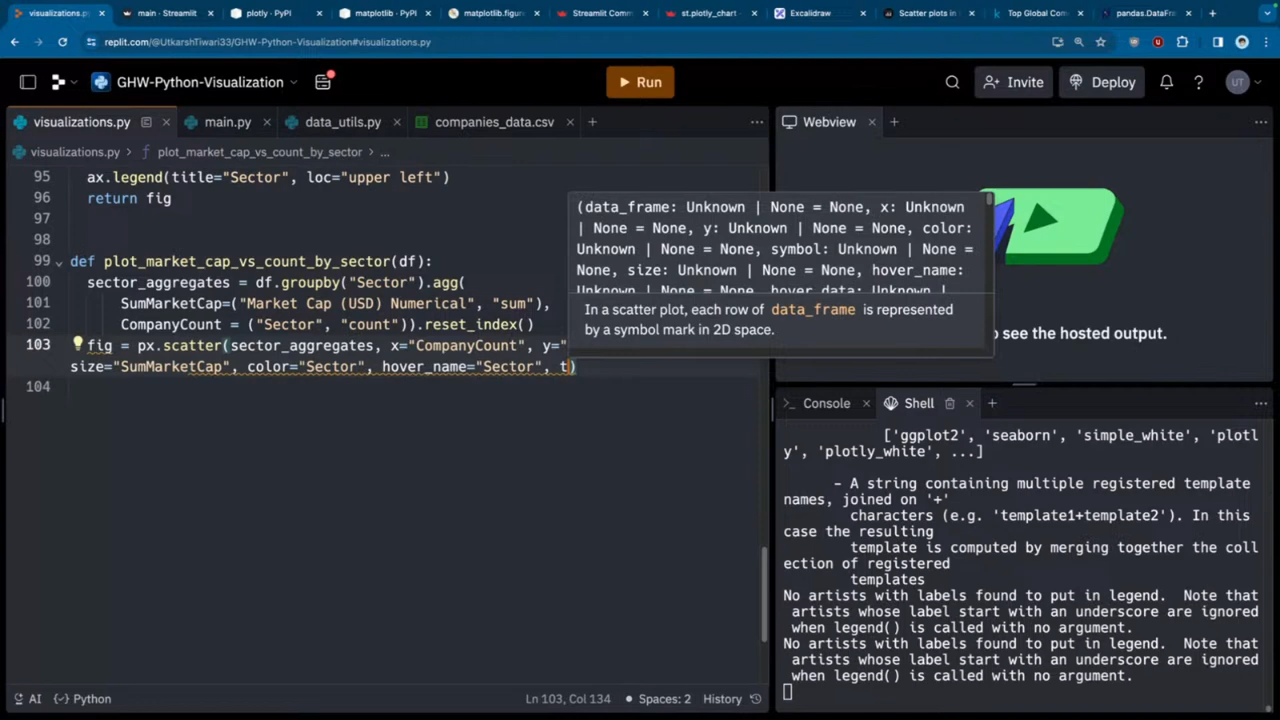 visualizations.py
main · Streamlit
plotly · PyPI
matplotlib · PyPI
matplotlib.figur
Streamlit Comm
st.plotly_chart
Excalidraw
Scatter plots in
Top Global Com
pandas.DataFra
replit.com/@UtkarshTiwari33/GHW-Python-Visualization#visualizations.py
GHW-Python-Visualization
Run
Invite
Deploy
UT
visualizations.py
main.py
data_utils.py
companies_data.csv
Webview
visualizations.py > plot_market_cap_vs_count_by_sector > ...
95 ax.legend(title="Sector", loc="upper left")
96 return fig
97
98
99 def plot_market_cap_vs_count_by_sector(df):
100 sector_aggregates = df.groupby("Sector").agg(
101 SumMarketCap=("Market Cap (USD) Numerical", "sum"),
102 CompanyCount = ("Sector", "count")).reset_index()
103 fig = px.scatter(sector_aggregates, x="CompanyCount", y="
size="SumMarketCap", color="Sector", hover_name="Sector", t)
104
(data_frame: Unknown | None = None, x: Unknown
| None = None, y: Unknown | None = None, color:
Unknown | None = None, symbol: Unknown | None =
None, size: Unknown | None = None, hover_name:
Unknown | None = None, hover_data: Unknown |
In a scatter plot, each row of data_frame is represented
by a symbol mark in 2D space.
to see the hosted output.
Console
Shell
['ggplot2', 'seaborn', 'simple_white', 'plotl
y', 'plotly_white', ...]
- A string containing multiple registered template
names, joined on '+'
characters (e.g. 'template1+template2'). In this
case the resulting
template is computed by merging together the coll
ection of registered
templates
No artists with labels found to put in legend. Note that
artists whose label start with an underscore are ignored
when legend() is called with no argument.
No artists with labels found to put in legend. Note that
artists whose label start with an underscore are ignored
when legend() is called with no argument.
AI
Python
Ln 103, Col 134
Spaces: 2
History